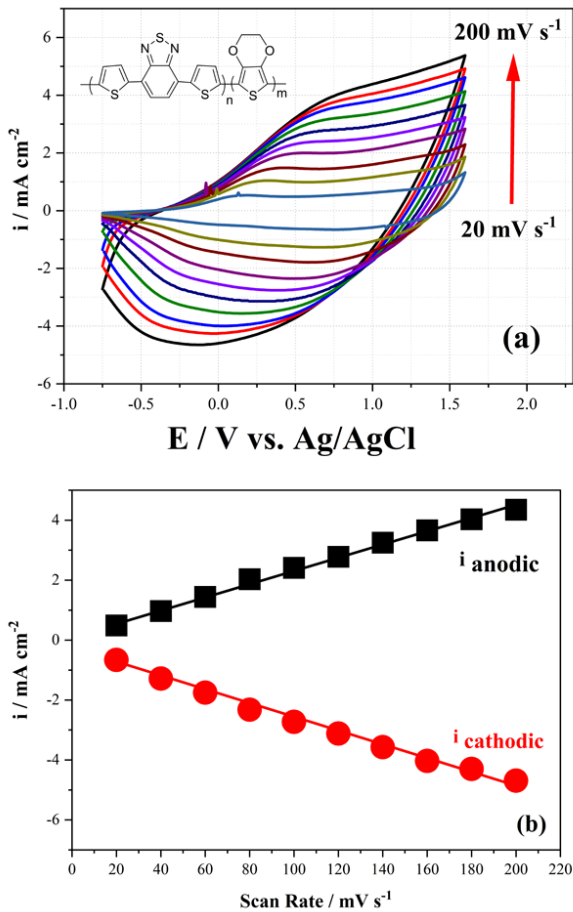 6
5
4
3
2
1
0
-2
-4
-6
N
S
N
O
O
S
S
n
S
m
200 mV s-1
20 mV s-1
(a)
-1.0 -0.5 0.0 0.5 1.0 1.5 2.0
i / mA cm-2
E / V vs. Ag/AgCl
4
2
0
-2
-4
-6
i anodic
i cathodic
(b)
0 20 40 60 80 100 120 140 160 180 200 220
i / mA cm-2
Scan Rate / mV s-1